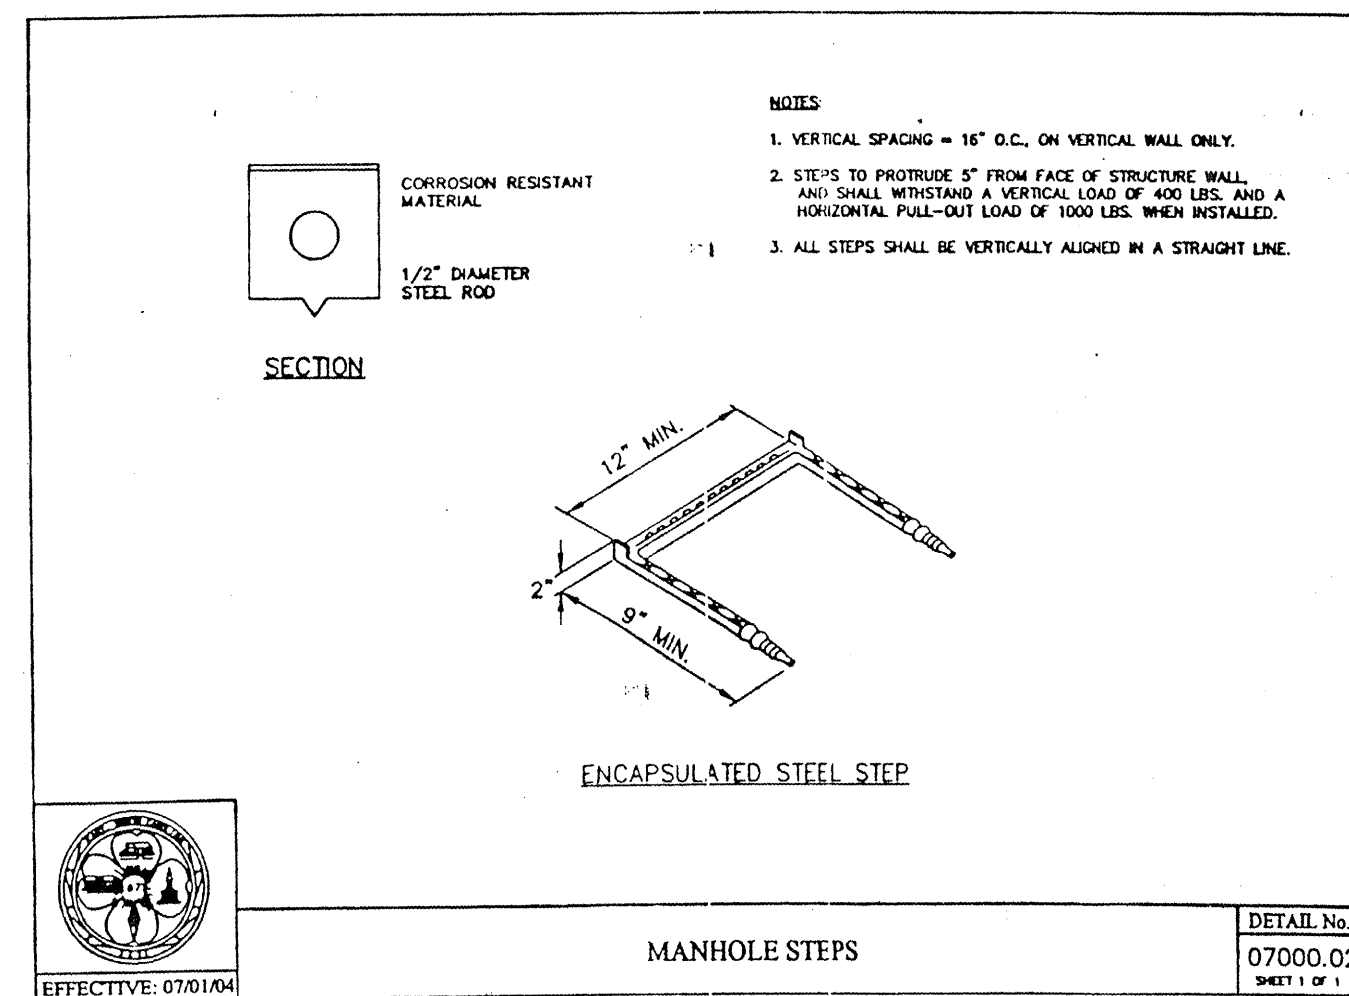 NOTES:
1. VERTICAL SPACING = 16" O.C., ON VERTICAL WALL ONLY.
2. STEPS TO PROTRUDE 5" FROM FACE OF STRUCTURE WALL,
AND SHALL WITHSTAND A VERTICAL LOAD OF 400 LBS. AND A
HORIZONTAL PULL-OUT LOAD OF 1000 LBS. WHEN INSTALLED.
3. ALL STEPS SHALL BE VERTICALLY ALIGNED IN A STRAIGHT LINE.
CORROSION RESISTANT
MATERIAL
1/2" DIAMETER
STEEL ROD
SECTION
12" MIN.
2"
9" MIN.
ENCAPSULATED STEEL STEP
MANHOLE STEPS
DETAIL No.
07000.02
SHEET 1 OF 1
EFFECTIVE: 07/01/04